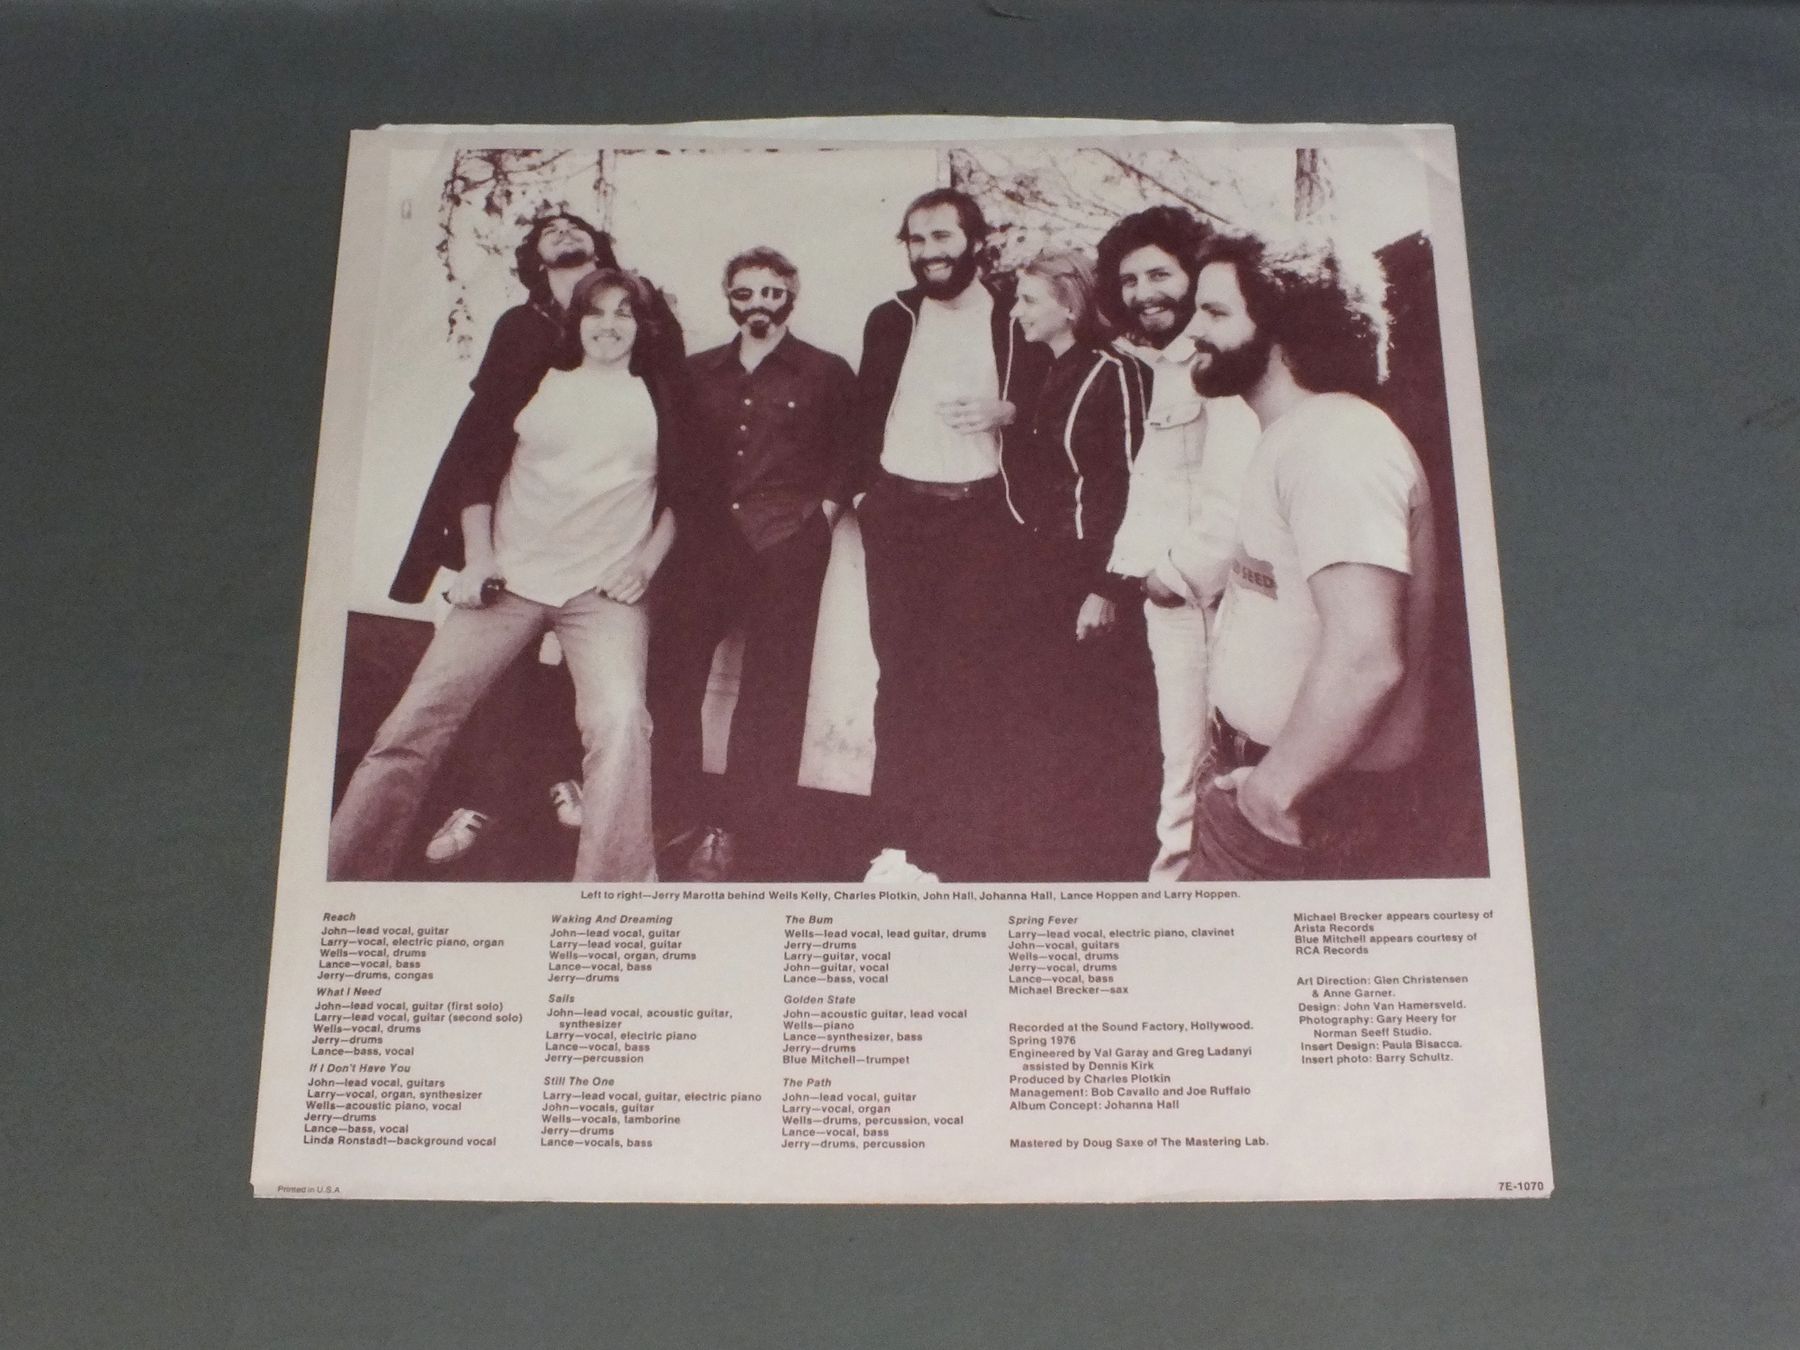 SEED
Left to right—Jerry Marotta behind Wells Kelly, Charles Plotkin, John Hall, Johanna Hall, Lance Hoppen and Larry Hoppen.
Reach
John—lead vocal, guitar
Larry—vocal, electric piano, organ
Wells—vocal, drums
Lance—vocal, bass
Jerry—drums, congas
What I Need
John—lead vocal, guitar (first solo)
Larry—lead vocal, guitar (second solo)
Wells—vocal, drums
Jerry—drums
Lance—bass, vocal
If I Don't Have You
John—lead vocal, guitars
Larry—vocal, organ, synthesizer
Wells—acoustic piano, vocal
Jerry—drums
Lance—bass, vocal
Linda Ronstadt—background vocal
Waking And Dreaming
John—lead vocal, guitar
Larry—lead vocal, guitar
Wells—vocal, organ, drums
Lance—vocal, bass
Jerry—drums
Sails
John—lead vocal, acoustic guitar,
synthesizer
Larry—vocal, electric piano
Lance—vocal, bass
Jerry—percussion
Still The One
Larry—lead vocal, guitar, electric piano
John—vocals, guitar
Wells—vocals, tamborine
Jerry—drums
Lance—vocals, bass
The Bum
Wells—lead vocal, lead guitar, drums
Jerry—drums
Larry—guitar, vocal
John—guitar, vocal
Lance—bass, vocal
Golden State
John—acoustic guitar, lead vocal
Wells—piano
Lance—synthesizer, bass
Jerry—drums
Blue Mitchell—trumpet
The Path
John—lead vocal, guitar
Larry—vocal, organ
Wells—drums, percussion, vocal
Lance—vocal, bass
Jerry—drums, percussion
Spring Fever
Larry—lead vocal, electric piano, clavinet
John—vocal, guitars
Wells—vocal, drums
Jerry—vocal, drums
Lance—vocal, bass
Michael Brecker—sax
Recorded at the Sound Factory, Hollywood.
Spring 1976
Engineered by Val Garay and Greg Ladanyi
assisted by Dennis Kirk
Produced by Charles Plotkin
Management: Bob Cavallo and Joe Ruffalo
Album Concept: Johanna Hall
Mastered by Doug Saxe of The Mastering Lab.
Michael Brecker appears courtesy of
Arista Records
Blue Mitchell appears courtesy of
RCA Records
Art Direction: Glen Christensen
& Anne Garner.
Design: John Van Hamersveld.
Photography: Gary Heery for
Norman Seeff Studio.
Insert Design: Paula Bisacca.
Insert photo: Barry Schultz.
Printed in U.S.A
7E-1070